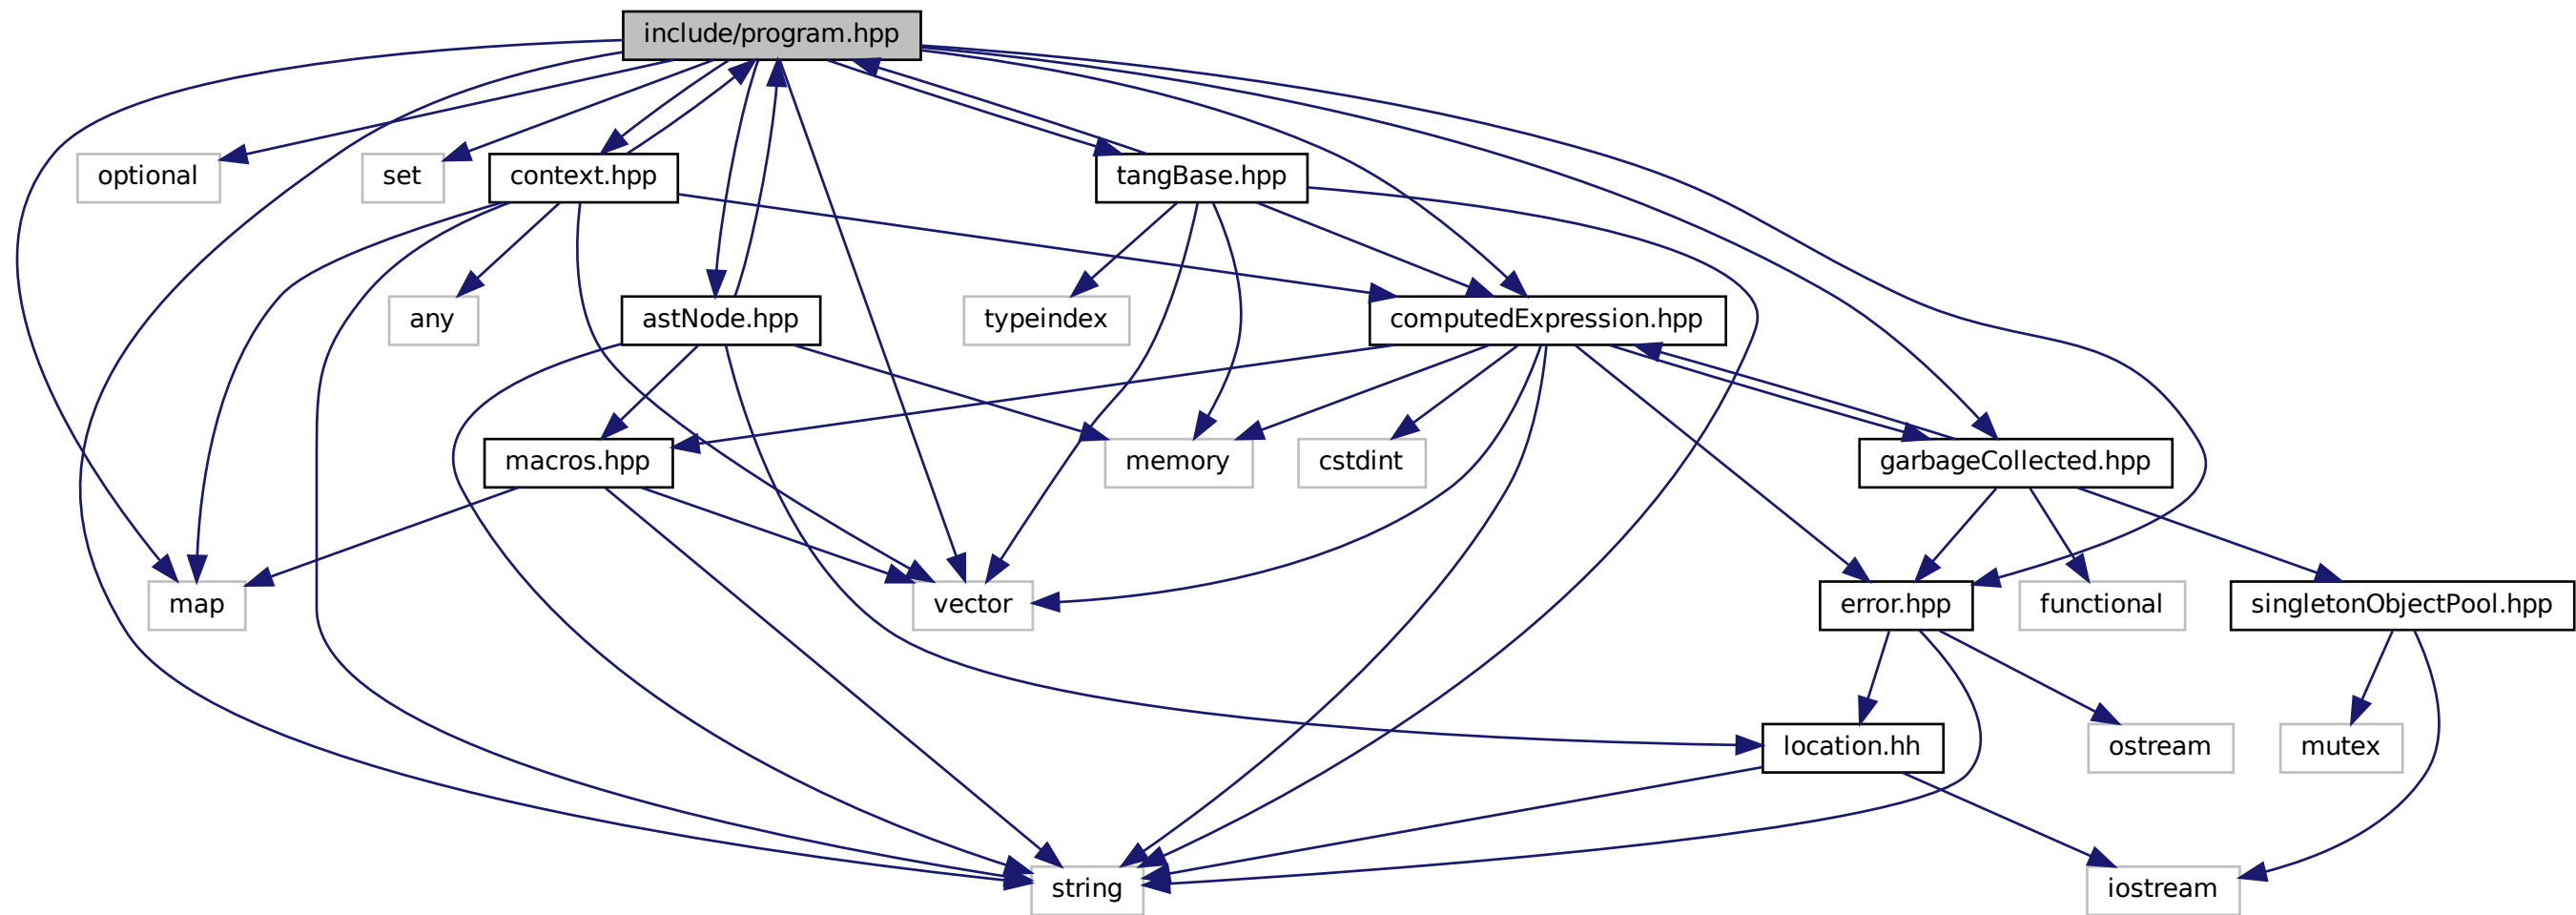 include/program.hpp
optional
set
context.hpp
tangBase.hpp
any
astNode.hpp
typeindex
computedExpression.hpp
macros.hpp
memory
cstdint
garbageCollected.hpp
map
vector
error.hpp
functional
singletonObjectPool.hpp
location.hh
ostream
mutex
string
iostream